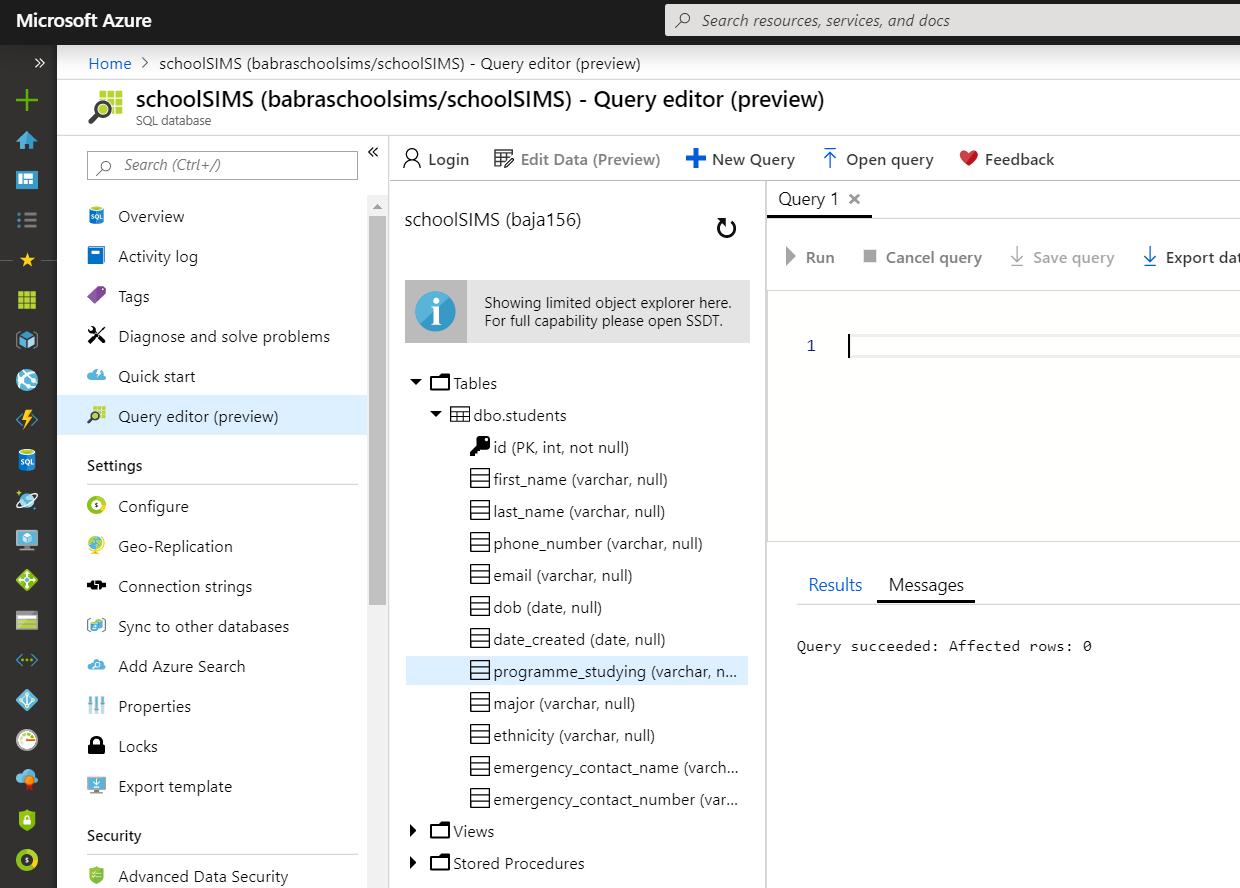 Microsoft Azure
Search resources, services, and docs
Home > schoolSIMS (babraschoolsims/schoolSIMS) - Query editor (preview)
schoolSIMS (babraschoolsims/schoolSIMS) - Query editor (preview)
SQL database
Search (Ctrl+/)
Overview
Activity log
Tags
Diagnose and solve problems
Quick start
Query editor (preview)
Settings
Configure
Geo-Replication
Connection strings
Sync to other databases
Add Azure Search
Properties
Locks
Export template
Security
Advanced Data Security
Login
Edit Data (Preview)
New Query
Open query
Feedback
schoolSIMS (baja156)
Showing limited object explorer here.
For full capability please open SSDT.
Tables
dbo.students
id (PK, int, not null)
first_name (varchar, null)
last_name (varchar, null)
phone_number (varchar, null)
email (varchar, null)
dob (date, null)
date_created (date, null)
programme_studying (varchar, n...
major (varchar, null)
ethnicity (varchar, null)
emergency_contact_name (varch...
emergency_contact_number (var...
Views
Stored Procedures
Query 1
Run
Cancel query
Save query
Export dat
1
Results
Messages
Query succeeded: Affected rows: 0